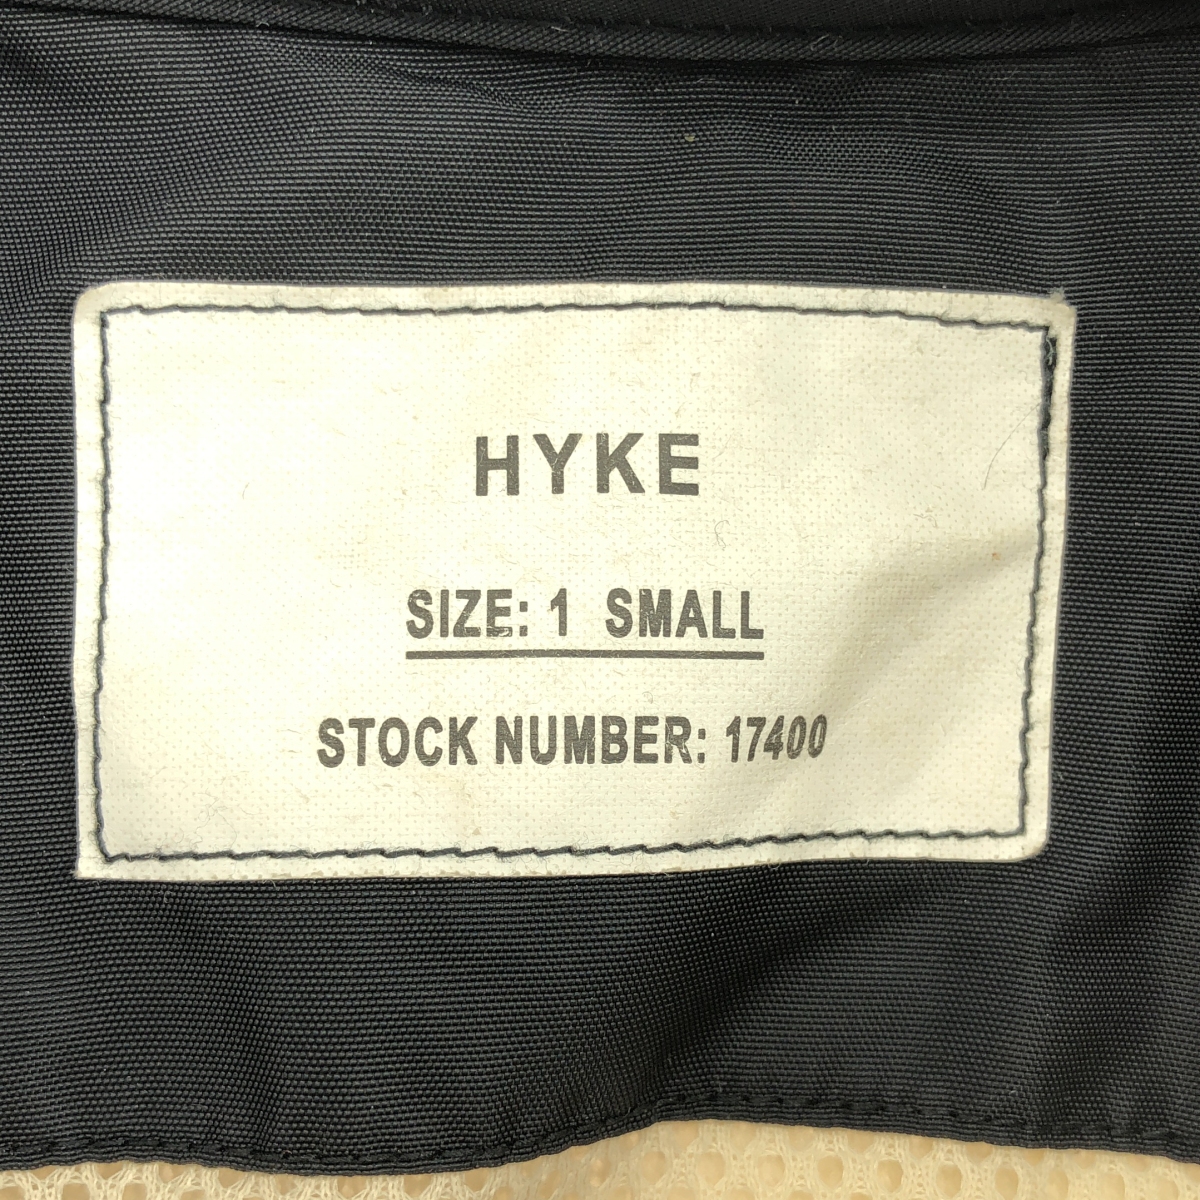 HYKE
SIZE: 1 SMALL
STOCK NUMBER: 17400